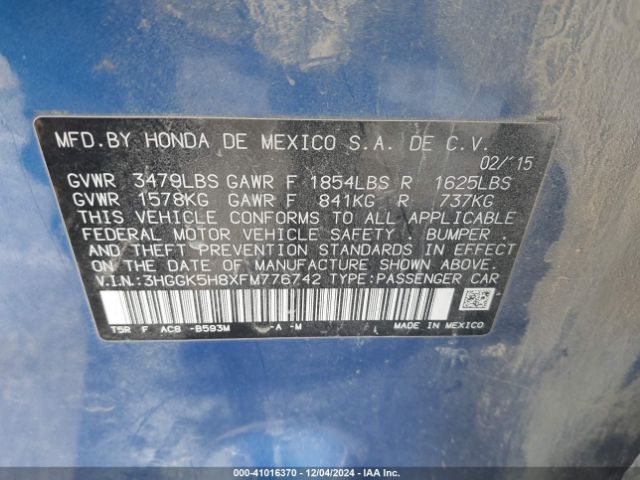 MFD.BY HONDA DE MEXICO S.A. DE C.V.
02/15
GVWR 3479LBS GAWR F 1854LBS R 1625LBS
GVWR 1578KG GAWR F 841KG R 737KG
THIS VEHICLE CONFORMS TO ALL APPLICABLE
FEDERAL MOTOR VEHICLE SAFETY, BUMPER,
AND THEFT PREVENTION STANDARDS IN EFFECT
ON THE DATE OF MANUFACTURE SHOWN ABOVE.
V.I.N.:3HGGK5H8XFM776742 TYPE:PASSENGER CAR
T5R F AC8 -B593M -A -M MADE IN MEXICO
000-41016370 • 12/04/2024 • IAA Inc.